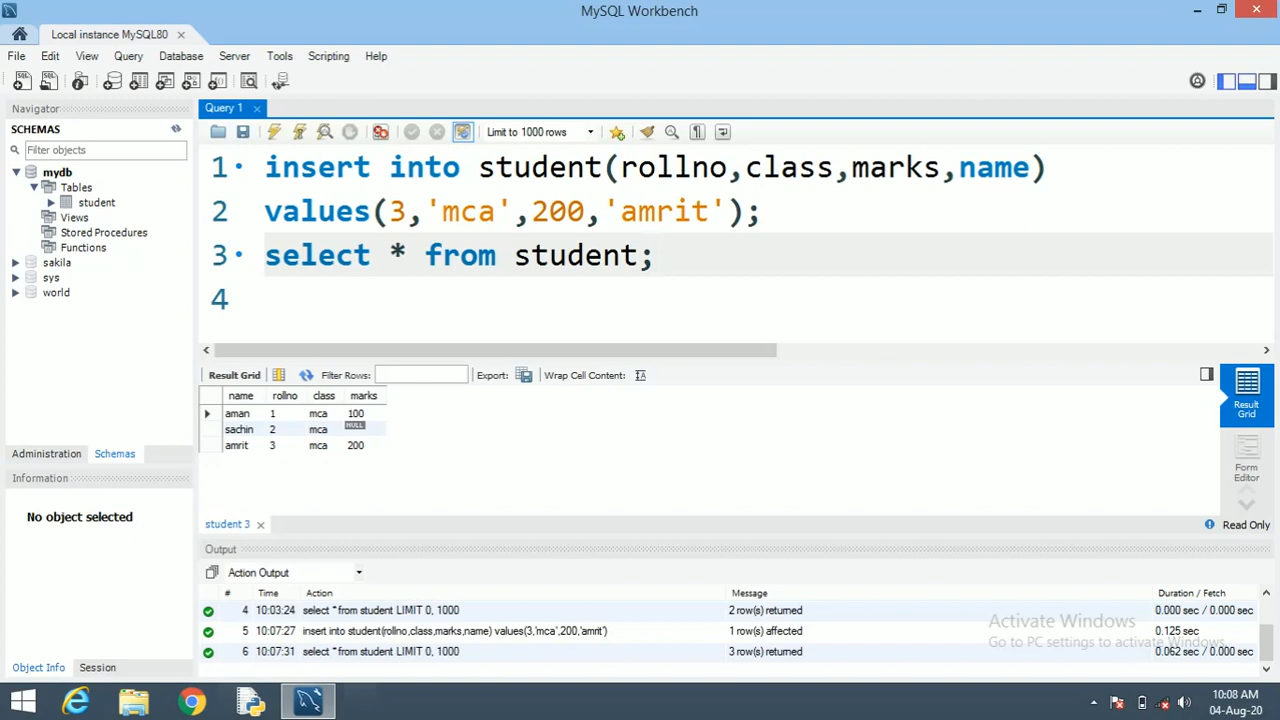 MySQL Workbench
Local instance MySQL80
File Edit View Query Database Server Tools Scripting Help
Navigator
SCHEMAS
Filter objects
mydb
Tables
student
Views
Stored Procedures
Functions
sakila
sys
world
Administration Schemas
Information
No object selected
Object Info Session
Query 1
Limit to 1000 rows
1 insert into student(rollno,class,marks,name)
2 values(3,'mca',200,'amrit');
3 select * from student;
4
Result Grid Filter Rows: Export: Wrap Cell Content:
name rollno class marks
aman 1 mca 100
sachin 2 mca NULL
amrit 3 mca 200
Result Grid
Form Editor
student 3
Read Only
Output
Action Output
# Time Action Message Duration / Fetch
4 10:03:24 select * from student LIMIT 0, 1000 2 row(s) returned 0.000 sec / 0.000 sec
5 10:07:27 insert into student(rollno,class,marks,name) values(3,'mca',200,'amrit') 1 row(s) affected 0.125 sec
6 10:07:31 select * from student LIMIT 0, 1000 3 row(s) returned 0.062 sec / 0.000 sec
Activate Windows
Go to PC settings to activate Windows.
10:08 AM
04-Aug-20